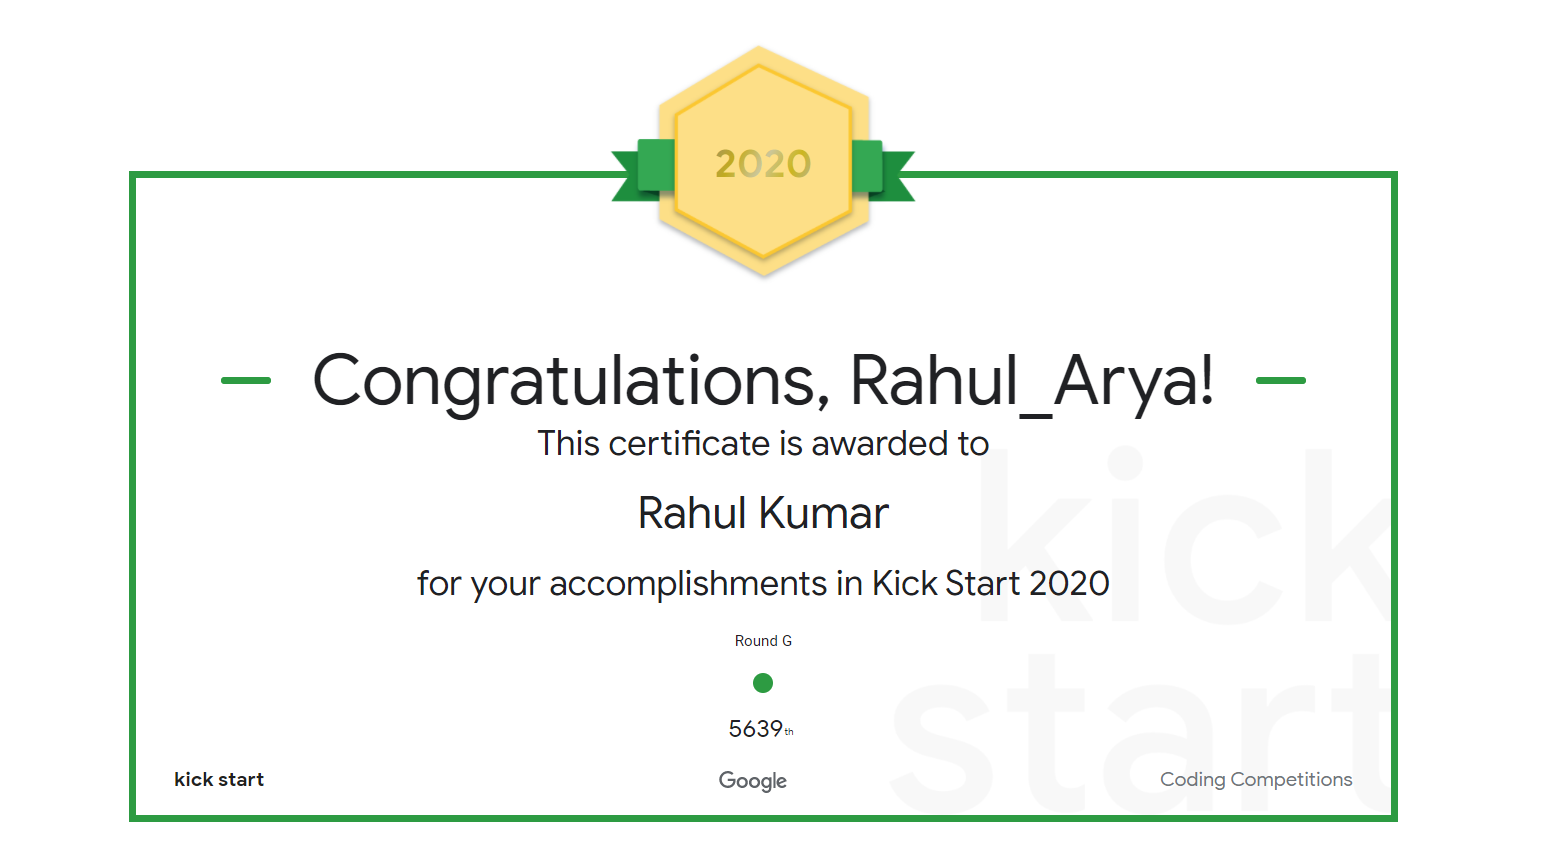 2020
Congratulations, Rahul_Arya!
This certificate is awarded to
Rahul Kumar
for your accomplishments in Kick Start 2020
Round G
5639th
kick start
Google
Coding Competitions
kick
start